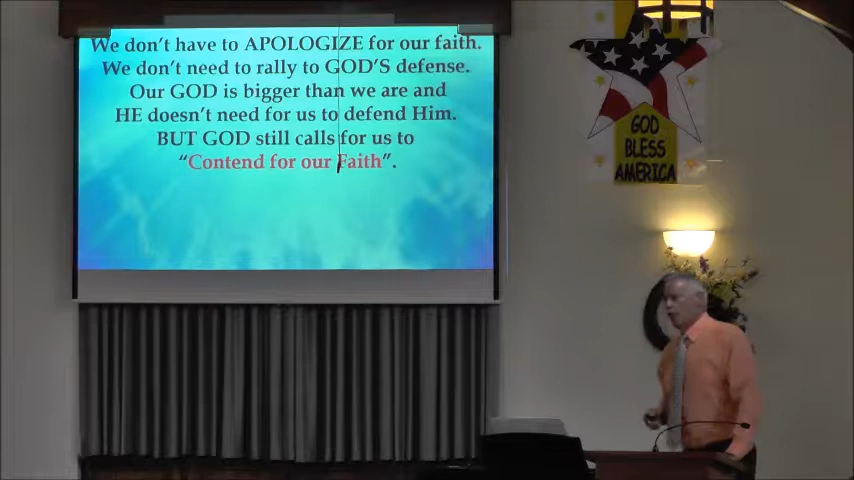 We don't have to APOLOGIZE for our faith.
We don't need to rally to GOD'S defense.
Our GOD is bigger than we are and
HE doesn't need for us to defend Him.
BUT GOD still calls for us to
“Contend for our Faith”.
GOD
BLESS
AMERICA